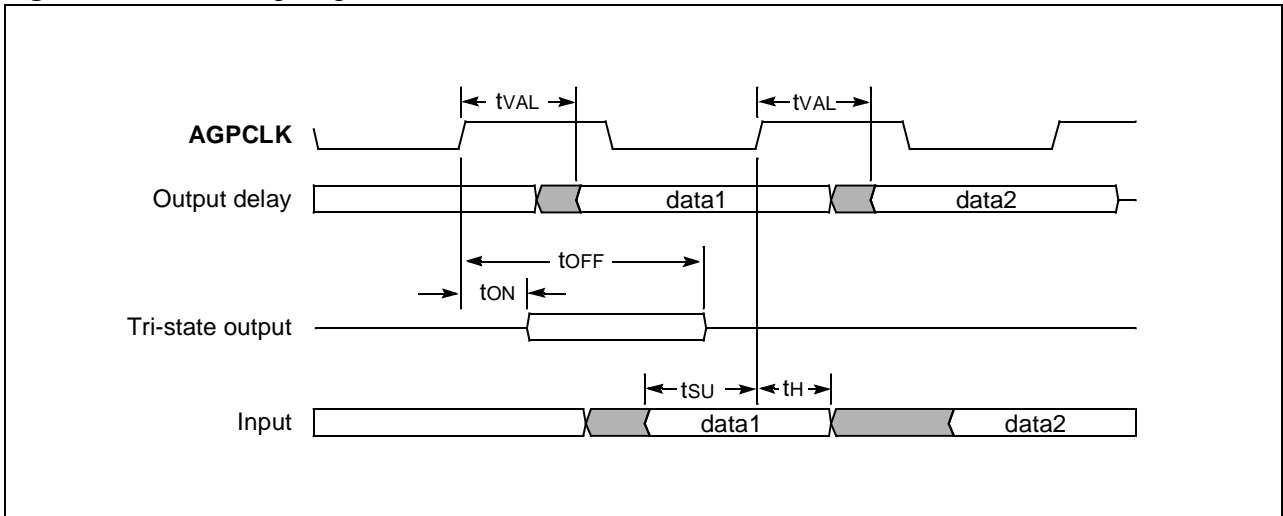 tVAL tVAL
AGPCLK
Output delay data1 data2
tOFF
tON
Tri-state output
tSU tH
Input data1 data2